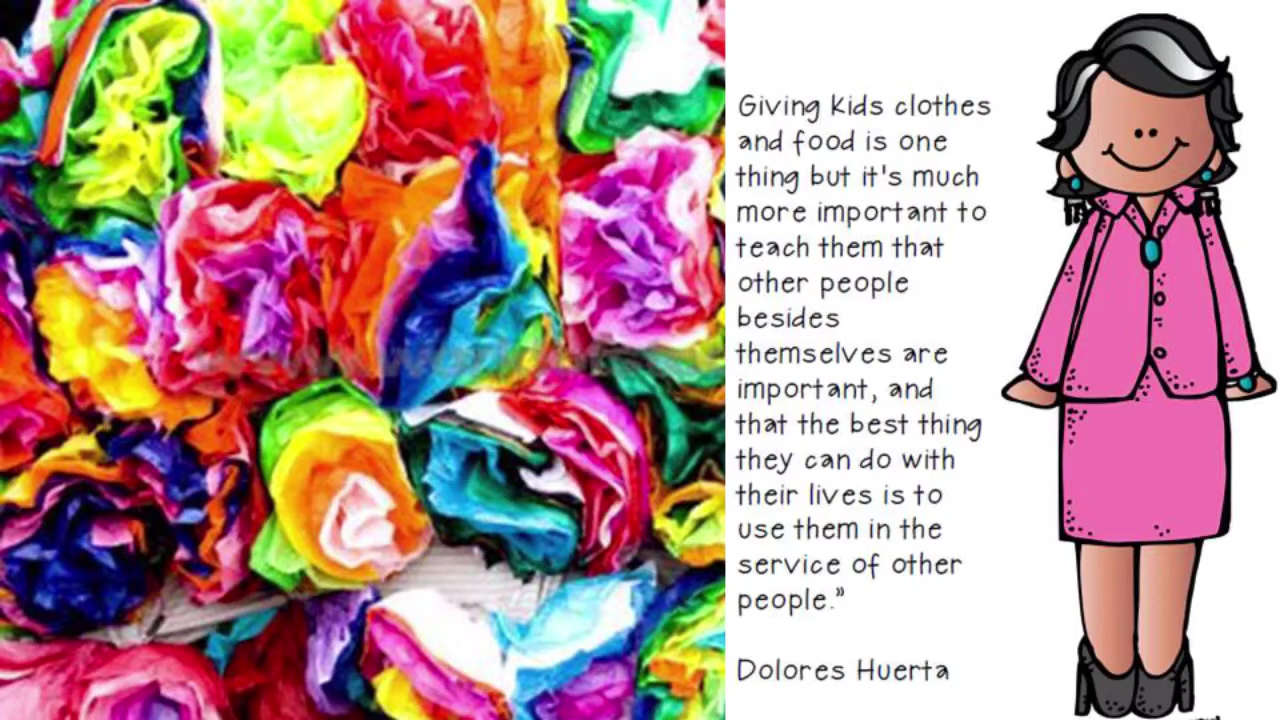 Giving kids clothes
and food is one
thing but it's much
more important to
teach them that
other people
besides
themselves are
important, and
that the best thing
they can do with
their lives is to
use them in the
service of other
people.”
Dolores Huerta